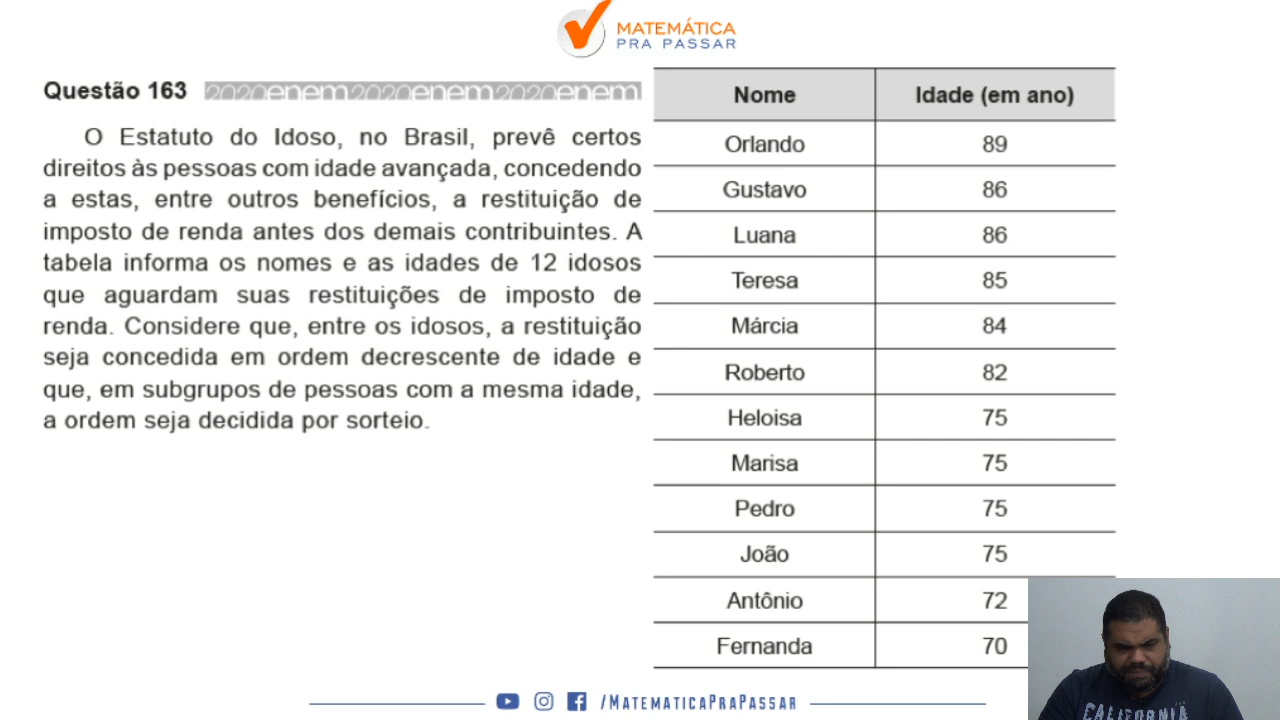 MATEMÁTICA
PRA PASSAR
Questão 163 2020enem2020enem2020enem
O Estatuto do Idoso, no Brasil, prevê certos
direitos às pessoas com idade avançada, concedendo
a estas, entre outros benefícios, a restituição de
imposto de renda antes dos demais contribuintes. A
tabela informa os nomes e as idades de 12 idosos
que aguardam suas restituições de imposto de
renda. Considere que, entre os idosos, a restituição
seja concedida em ordem decrescente de idade e
que, em subgrupos de pessoas com a mesma idade,
a ordem seja decidida por sorteio.
Nome Idade (em ano)
Orlando 89
Gustavo 86
Luana 86
Teresa 85
Márcia 84
Roberto 82
Heloisa 75
Marisa 75
Pedro 75
João 75
Antônio 72
Fernanda 70
/MATEMATICAPRAPASSAR
CALIFORNIA